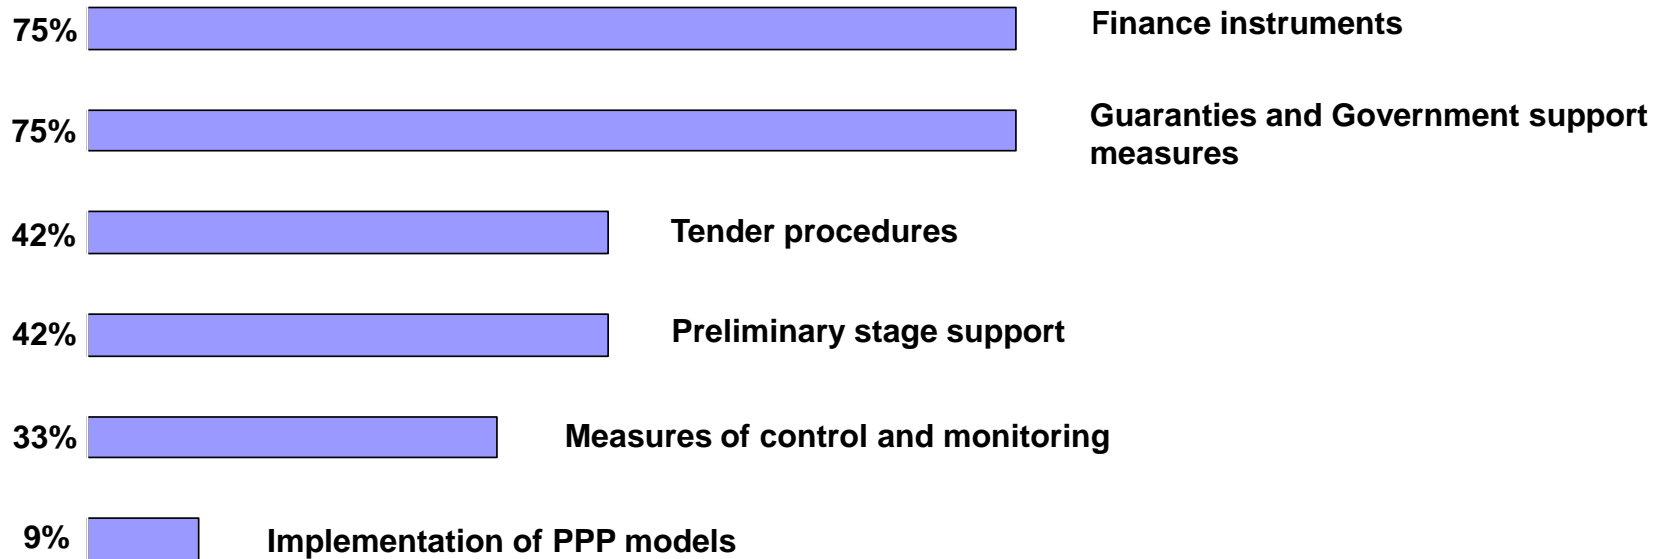 75% Finance instruments
75% Guaranties and Government support
measures
42% Tender procedures
42% Preliminary stage support
33% Measures of control and monitoring
9% Implementation of PPP models